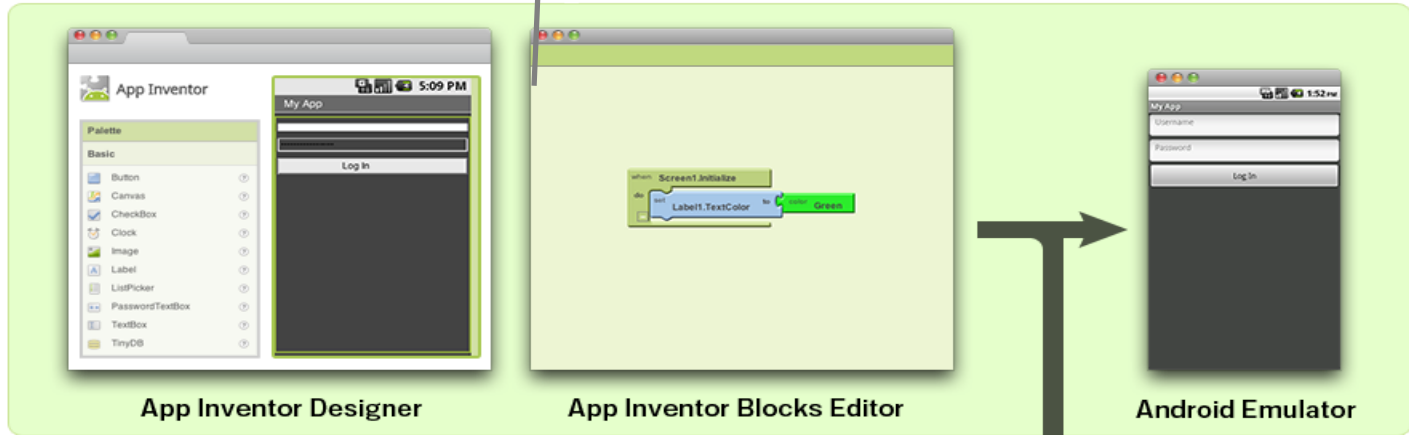 App Inventor
Palette
Basic
Button
Canvas
CheckBox
Clock
Image
Label
ListPicker
PasswordTextBox
TextBox
TinyDB
5:09 PM
My App
Log In
App Inventor Designer
when Screen1.Initialize
do set Label1.TextColor to color Green
App Inventor Blocks Editor
1:52 PM
My App
Username
Password
Log In
Android Emulator